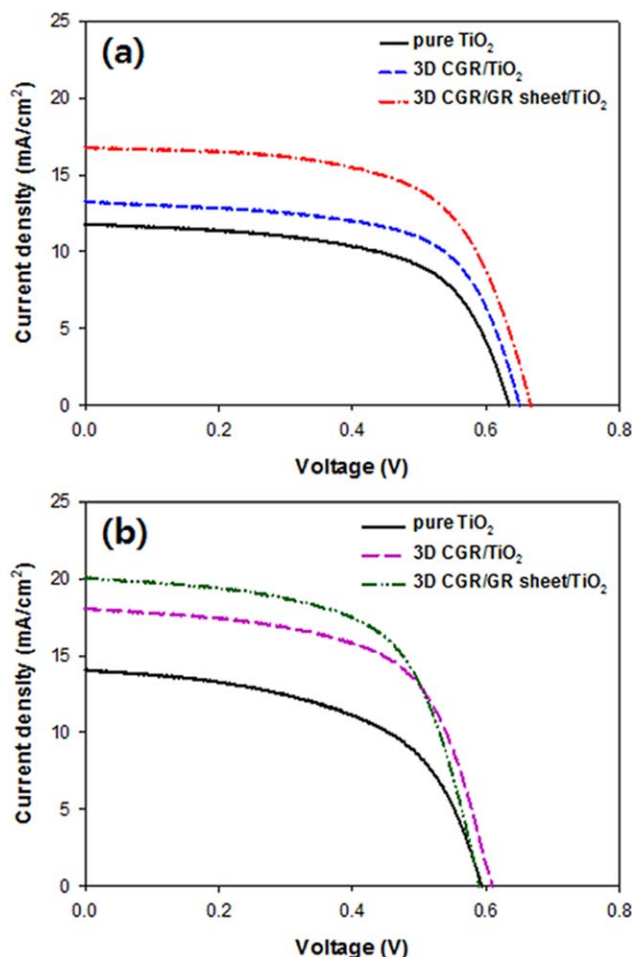 (a)
pure TiO₂
3D CGR/TiO₂
3D CGR/GR sheet/TiO₂
Current density (mA/cm²)
25
20
15
10
5
0
0.0 0.2 0.4 0.6 0.8
Voltage (V)
(b)
pure TiO₂
3D CGR/TiO₂
3D CGR/GR sheet/TiO₂
Current density (mA/cm²)
25
20
15
10
5
0
0.0 0.2 0.4 0.6 0.8
Voltage (V)